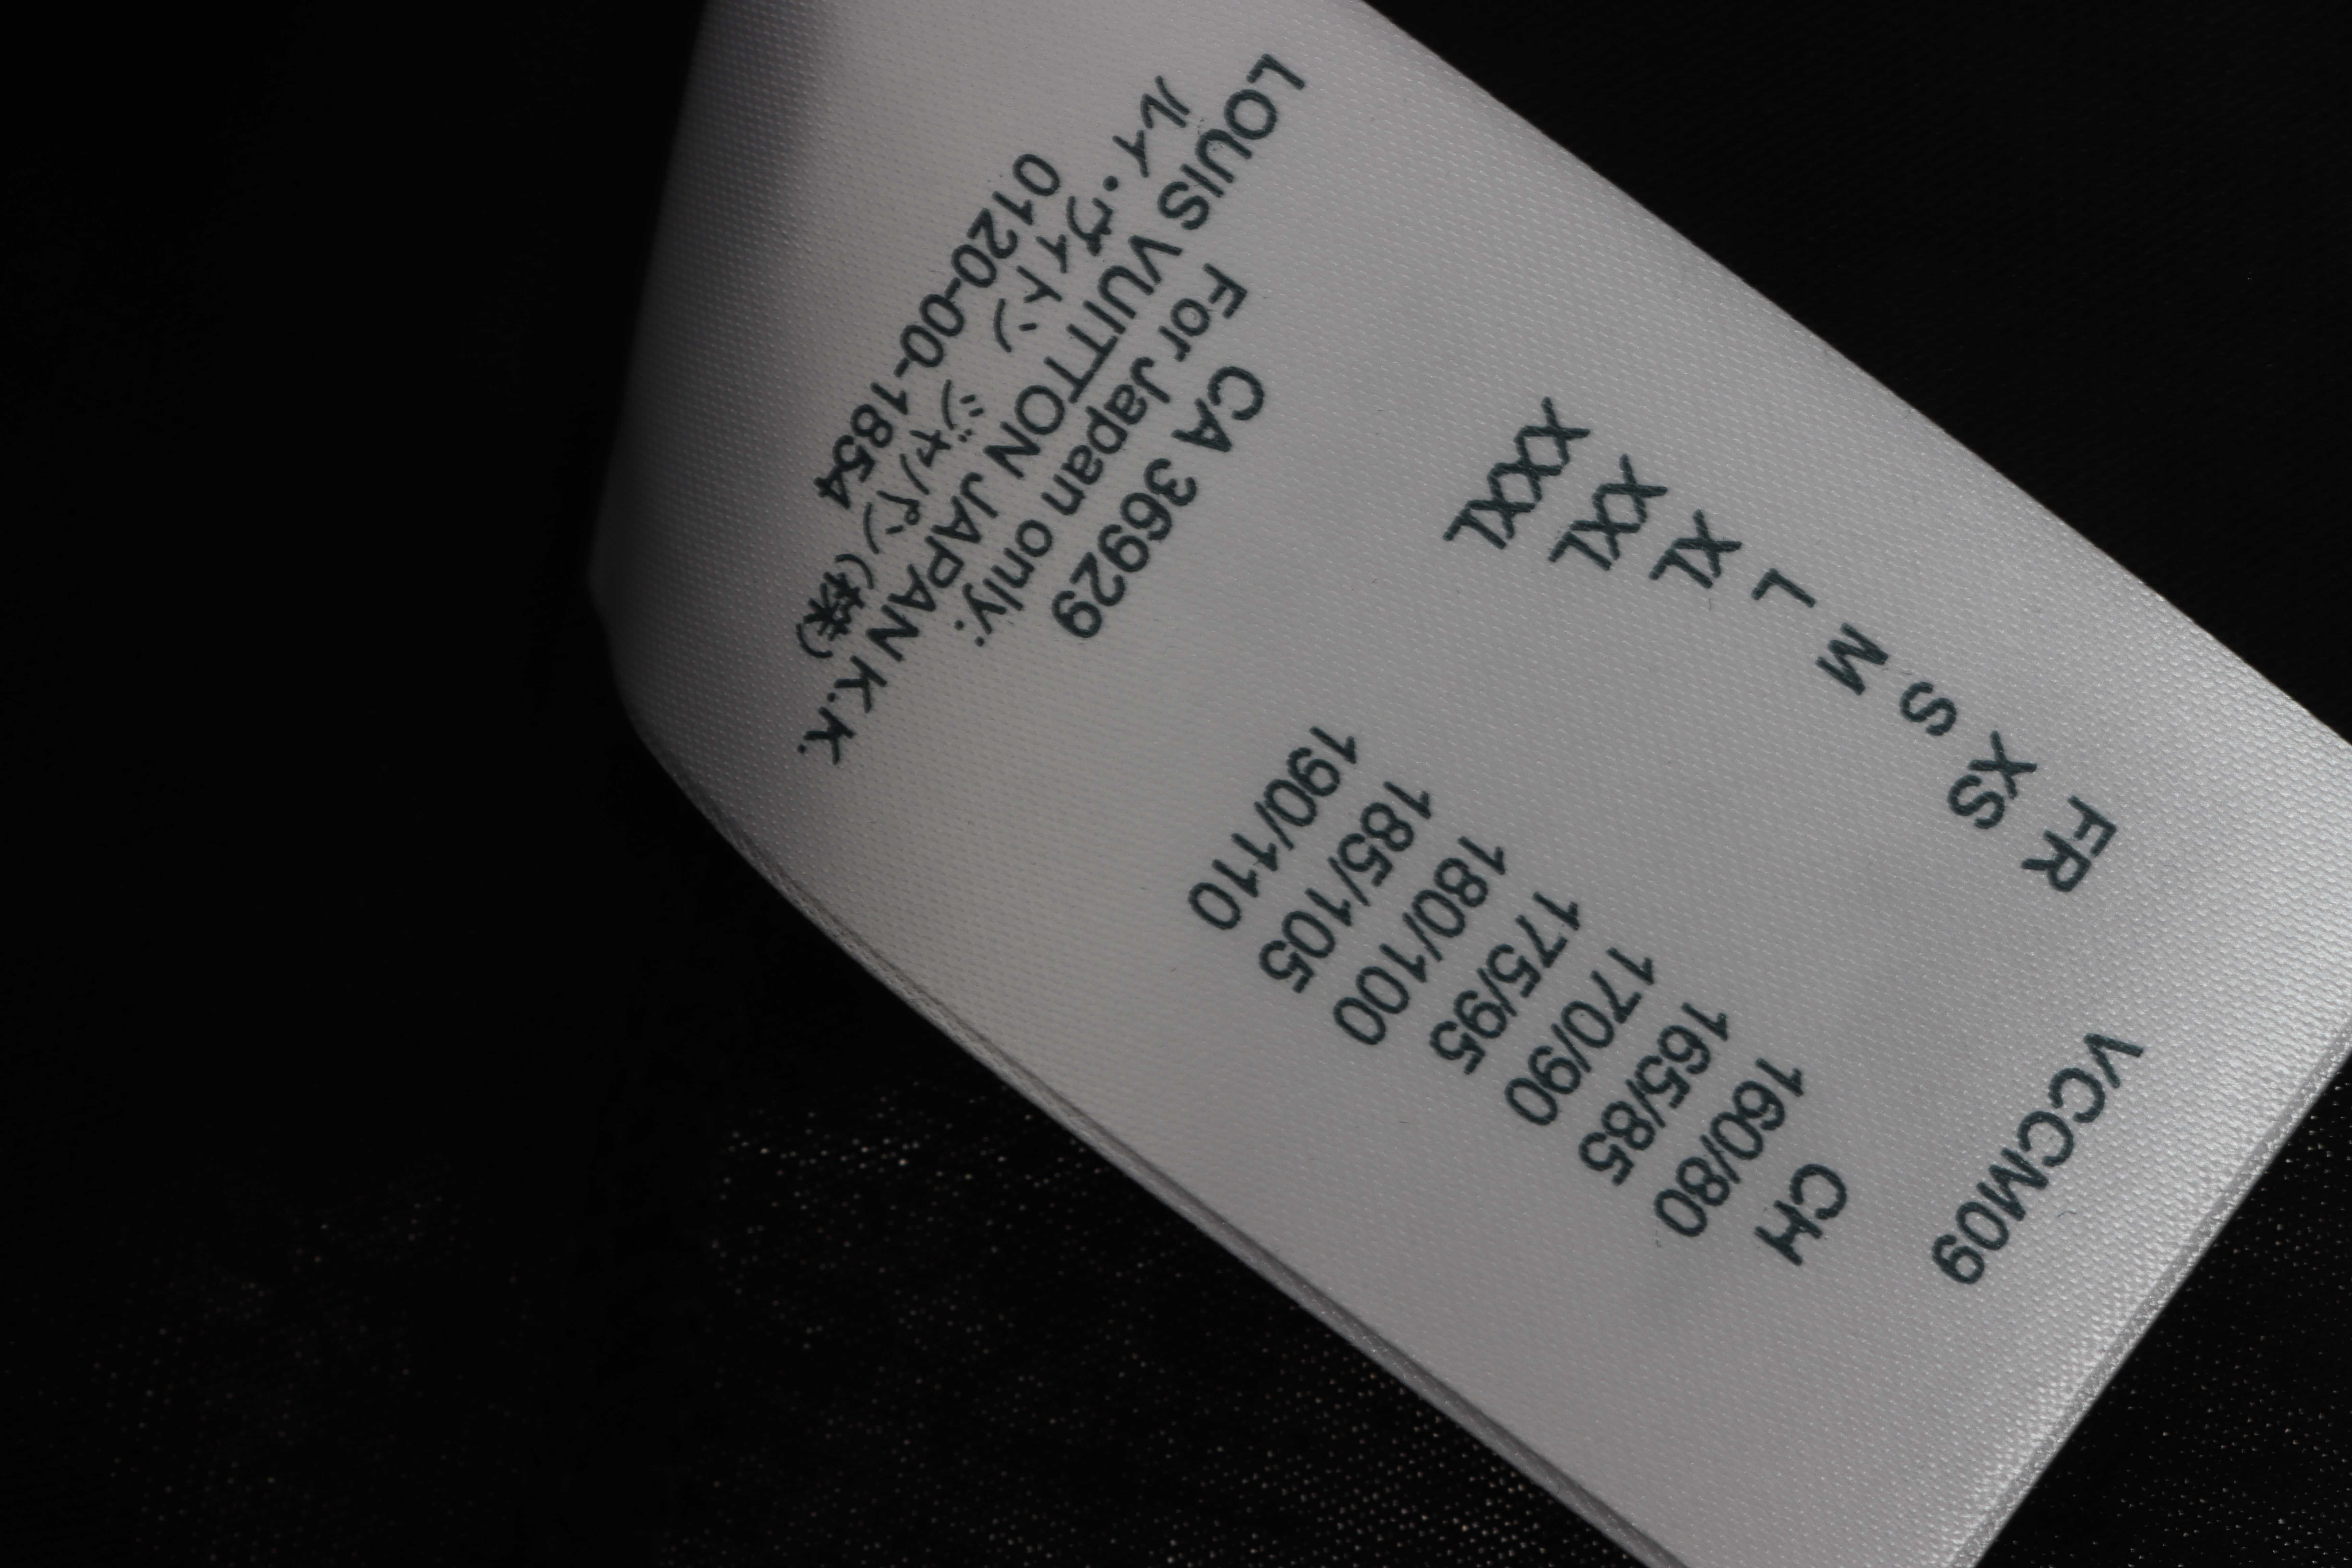 VCCM09
FR CH
XS 160/80
S 165/85
M 170/90
L 175/95
XL 180/100
XXL 185/105
XXXL 190/110
CA 36929
For Japan only:
LOUIS VUITTON JAPAN K.K.
ルイ・ヴィトン ジャパン(株)
0120-00-1854